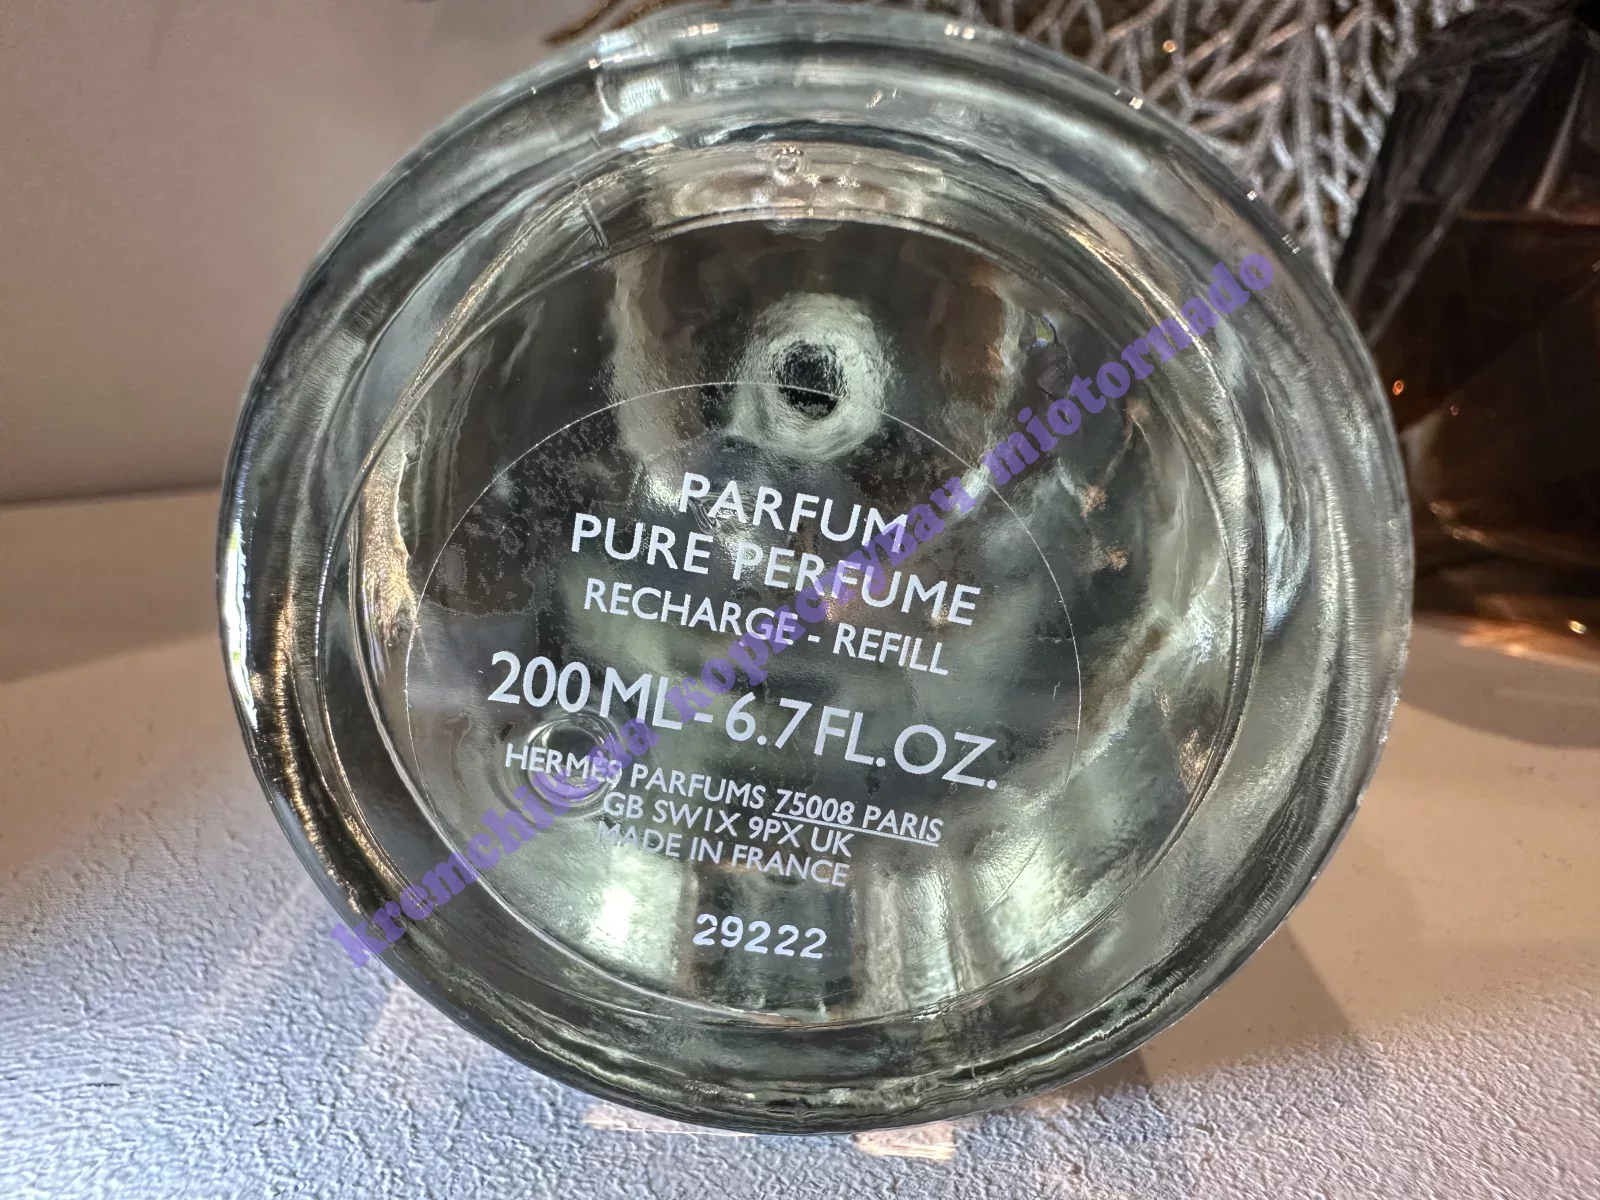 PARFUM
PURE PERFUME
RECHARGE - REFILL
200 ML - 6.7 FL. OZ.
HERMÈS PARFUMS 75008 PARIS
GB SW1X 9PX UK
MADE IN FRANCE
29222